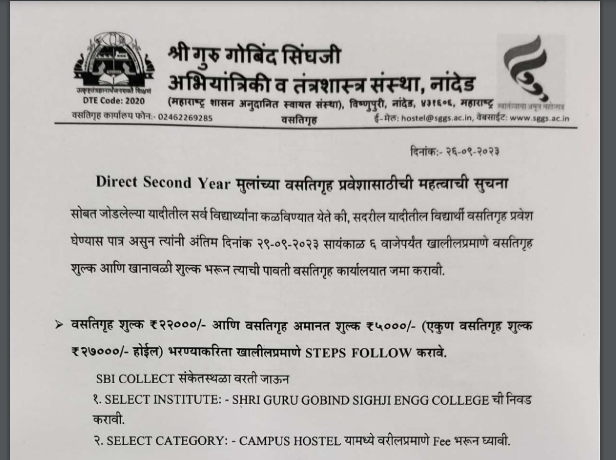 श्री गुरु गोबिंद सिंघजी
अभियांत्रिकी व तंत्रशास्त्र संस्था, नांदेड
(महाराष्ट्र शासन अनुदानित स्वायत संस्था), विष्णुपुरी, नांदेड, ४३१६०६, महाराष्ट्र
DTE Code: 2020
वसतिगृह कार्यालय फोन:- 02462269285
वसतिगृह
ई-मेल: hostel@sggs.ac.in, वेबसाईट: www.sggs.ac.in
दिनांक:- २६-०९-२०२३
Direct Second Year मुलांच्या वसतिगृह प्रवेशासाठीची महत्वाची सुचना
सोबत जोडलेल्या यादीतील सर्व विद्यार्थ्यांना कळविण्यात येते की, सदरील यादीतील विद्यार्थी वसतिगृह प्रवेश
घेण्यास पात्र असुन त्यांनी अंतिम दिनांक २९-०९-२०२३ सायंकाळ ६ वाजेपर्यंत खालीलप्रमाणे वसतिगृह
शुल्क आणि खानावळी शुल्क भरून त्याची पावती वसतिगृह कार्यालयात जमा करावी.
➢ वसतिगृह शुल्क ₹२२०००/- आणि वसतिगृह अमानत शुल्क ₹५०००/- (एकुण वसतिगृह शुल्क
₹२७०००/- होईल) भरण्याकरिता खालीलप्रमाणे STEPS FOLLOW करावे.
SBI COLLECT संकेतस्थळा वरती जाऊन
१. SELECT INSTITUTE: - SHRI GURU GOBIND SIGHJI ENGG COLLEGE ची निवड
करावी.
२. SELECT CATEGORY: - CAMPUS HOSTEL यामध्ये वरीलप्रमाणे Fee भरून घ्यावी.